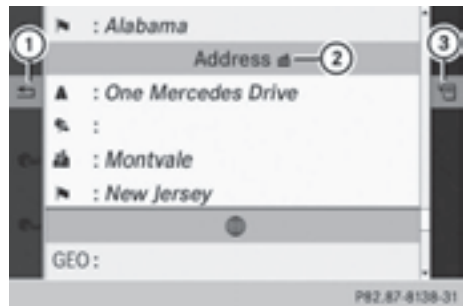 : Alabama
1
Address
2
3
: One Mercedes Drive
:
: Montvale
: New Jersey
GEO:
P82.87-8138-31